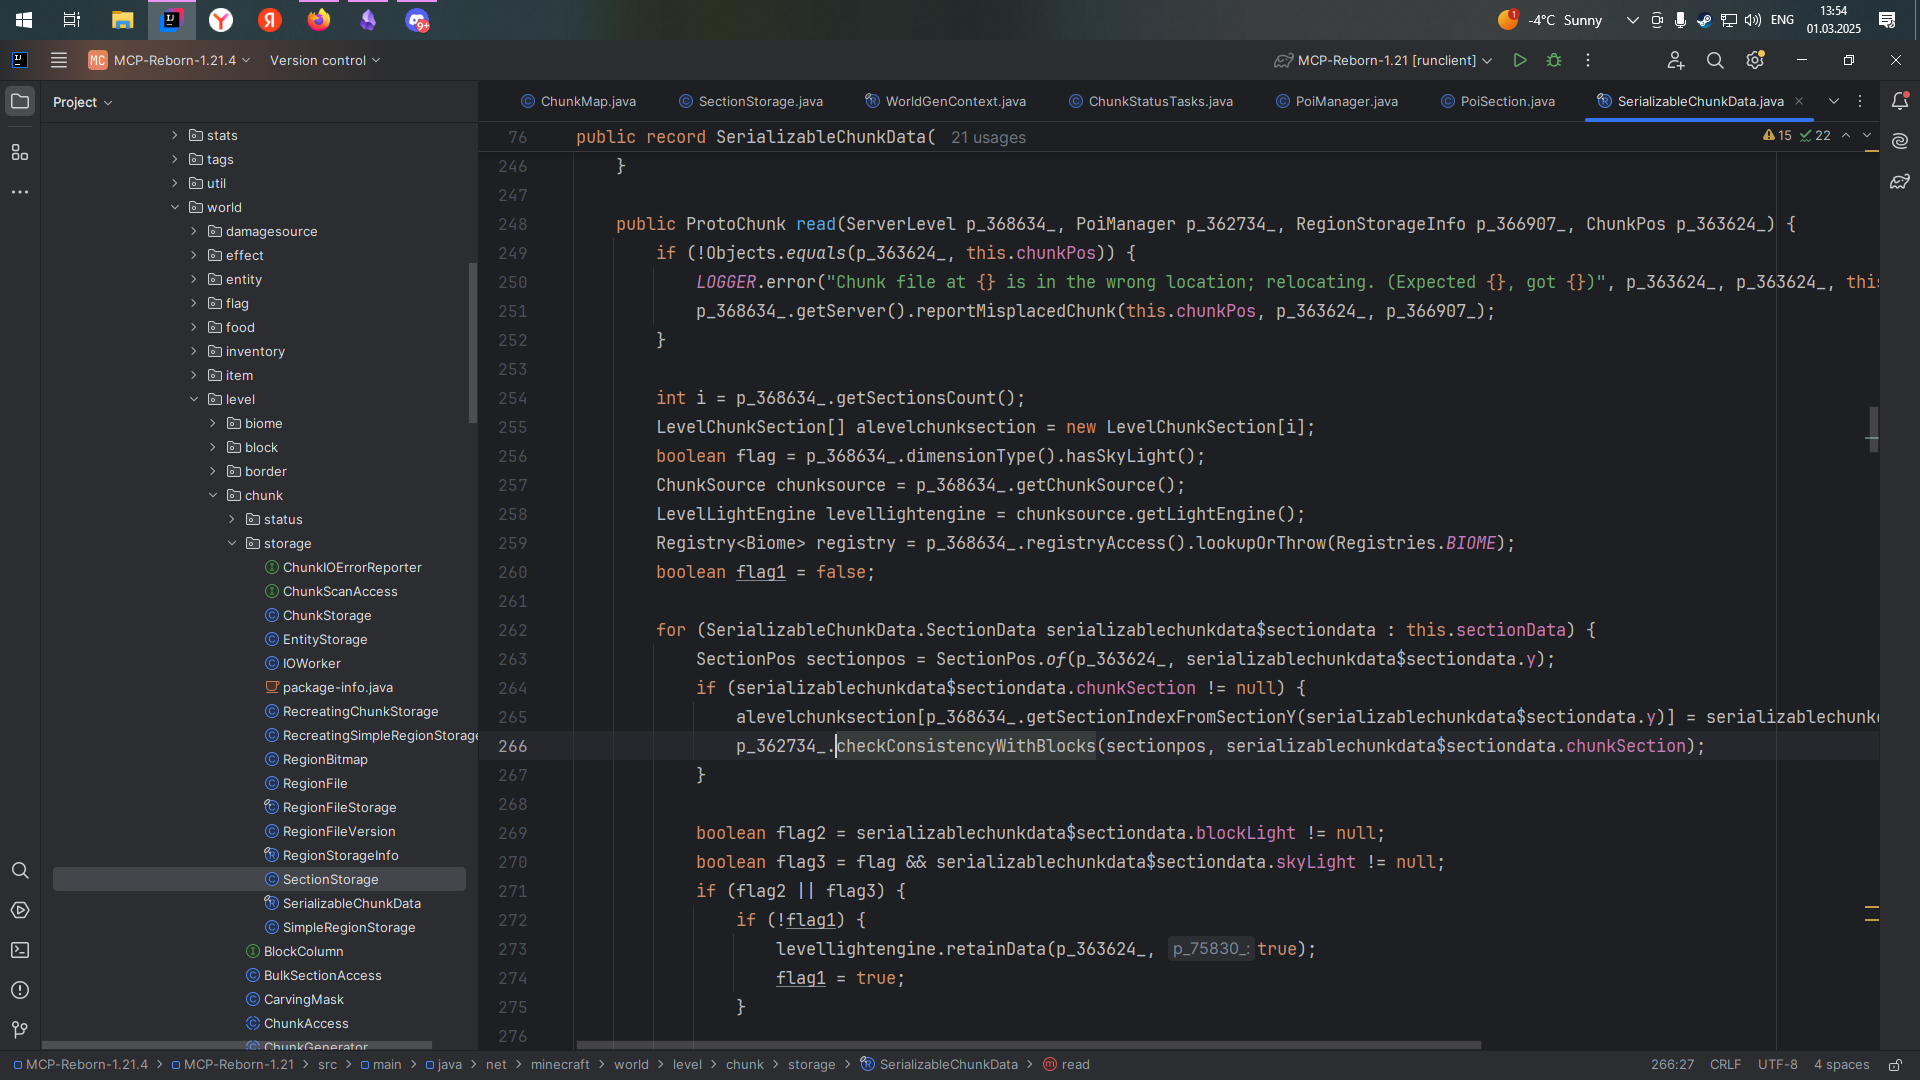 -4°C Sunny
ENG
13:54
01.03.2025
MC MCP-Reborn-1.21.4
Version control
MCP-Reborn-1.21 [runclient]
Project
ChunkMap.java
SectionStorage.java
WorldGenContext.java
ChunkStatusTasks.java
PoiManager.java
PoiSection.java
SerializableChunkData.java
stats
tags
util
world
damagesource
effect
entity
flag
food
inventory
item
level
biome
block
border
chunk
status
storage
ChunkIOErrorReporter
ChunkScanAccess
ChunkStorage
EntityStorage
IOWorker
package-info.java
RecreatingChunkStorage
RecreatingSimpleRegionStorage
RegionBitmap
RegionFile
RegionFileStorage
RegionFileVersion
RegionStorageInfo
SectionStorage
SerializableChunkData
SimpleRegionStorage
BlockColumn
BulkSectionAccess
CarvingMask
ChunkAccess
ChunkGenerator
76 public record SerializableChunkData( 21 usages
15 22
246 }
247
248 public ProtoChunk read(ServerLevel p_368634_, PoiManager p_362734_, RegionStorageInfo p_366907_, ChunkPos p_363624_) {
249 if (!Objects.equals(p_363624_, this.chunkPos)) {
250 LOGGER.error("Chunk file at {} is in the wrong location; relocating. (Expected {}, got {})", p_363624_, p_363624_, this
251 p_368634_.getServer().reportMisplacedChunk(this.chunkPos, p_363624_, p_366907_);
252 }
253
254 int i = p_368634_.getSectionsCount();
255 LevelChunkSection[] alevelchunksection = new LevelChunkSection[i];
256 boolean flag = p_368634_.dimensionType().hasSkyLight();
257 ChunkSource chunksource = p_368634_.getChunkSource();
258 LevelLightEngine levellightengine = chunksource.getLightEngine();
259 Registry<Biome> registry = p_368634_.registryAccess().lookupOrThrow(Registries.BIOME);
260 boolean flag1 = false;
261
262 for (SerializableChunkData.SectionData serializablechunkdata$sectiondata : this.sectionData) {
263 SectionPos sectionpos = SectionPos.of(p_363624_, serializablechunkdata$sectiondata.y);
264 if (serializablechunkdata$sectiondata.chunkSection != null) {
265 alevelchunksection[p_368634_.getSectionIndexFromSectionY(serializablechunkdata$sectiondata.y)] = serializablechunk
266 p_362734_.checkConsistencyWithBlocks(sectionpos, serializablechunkdata$sectiondata.chunkSection);
267 }
268
269 boolean flag2 = serializablechunkdata$sectiondata.blockLight != null;
270 boolean flag3 = flag && serializablechunkdata$sectiondata.skyLight != null;
271 if (flag2 || flag3) {
272 if (!flag1) {
273 levellightengine.retainData(p_363624_, p_75830_: true);
274 flag1 = true;
275 }
276
MCP-Reborn-1.21.4 > MCP-Reborn-1.21 > src > main > java > net > minecraft > world > level > chunk > storage > SerializableChunkData > read
266:27 CRLF UTF-8 4 spaces